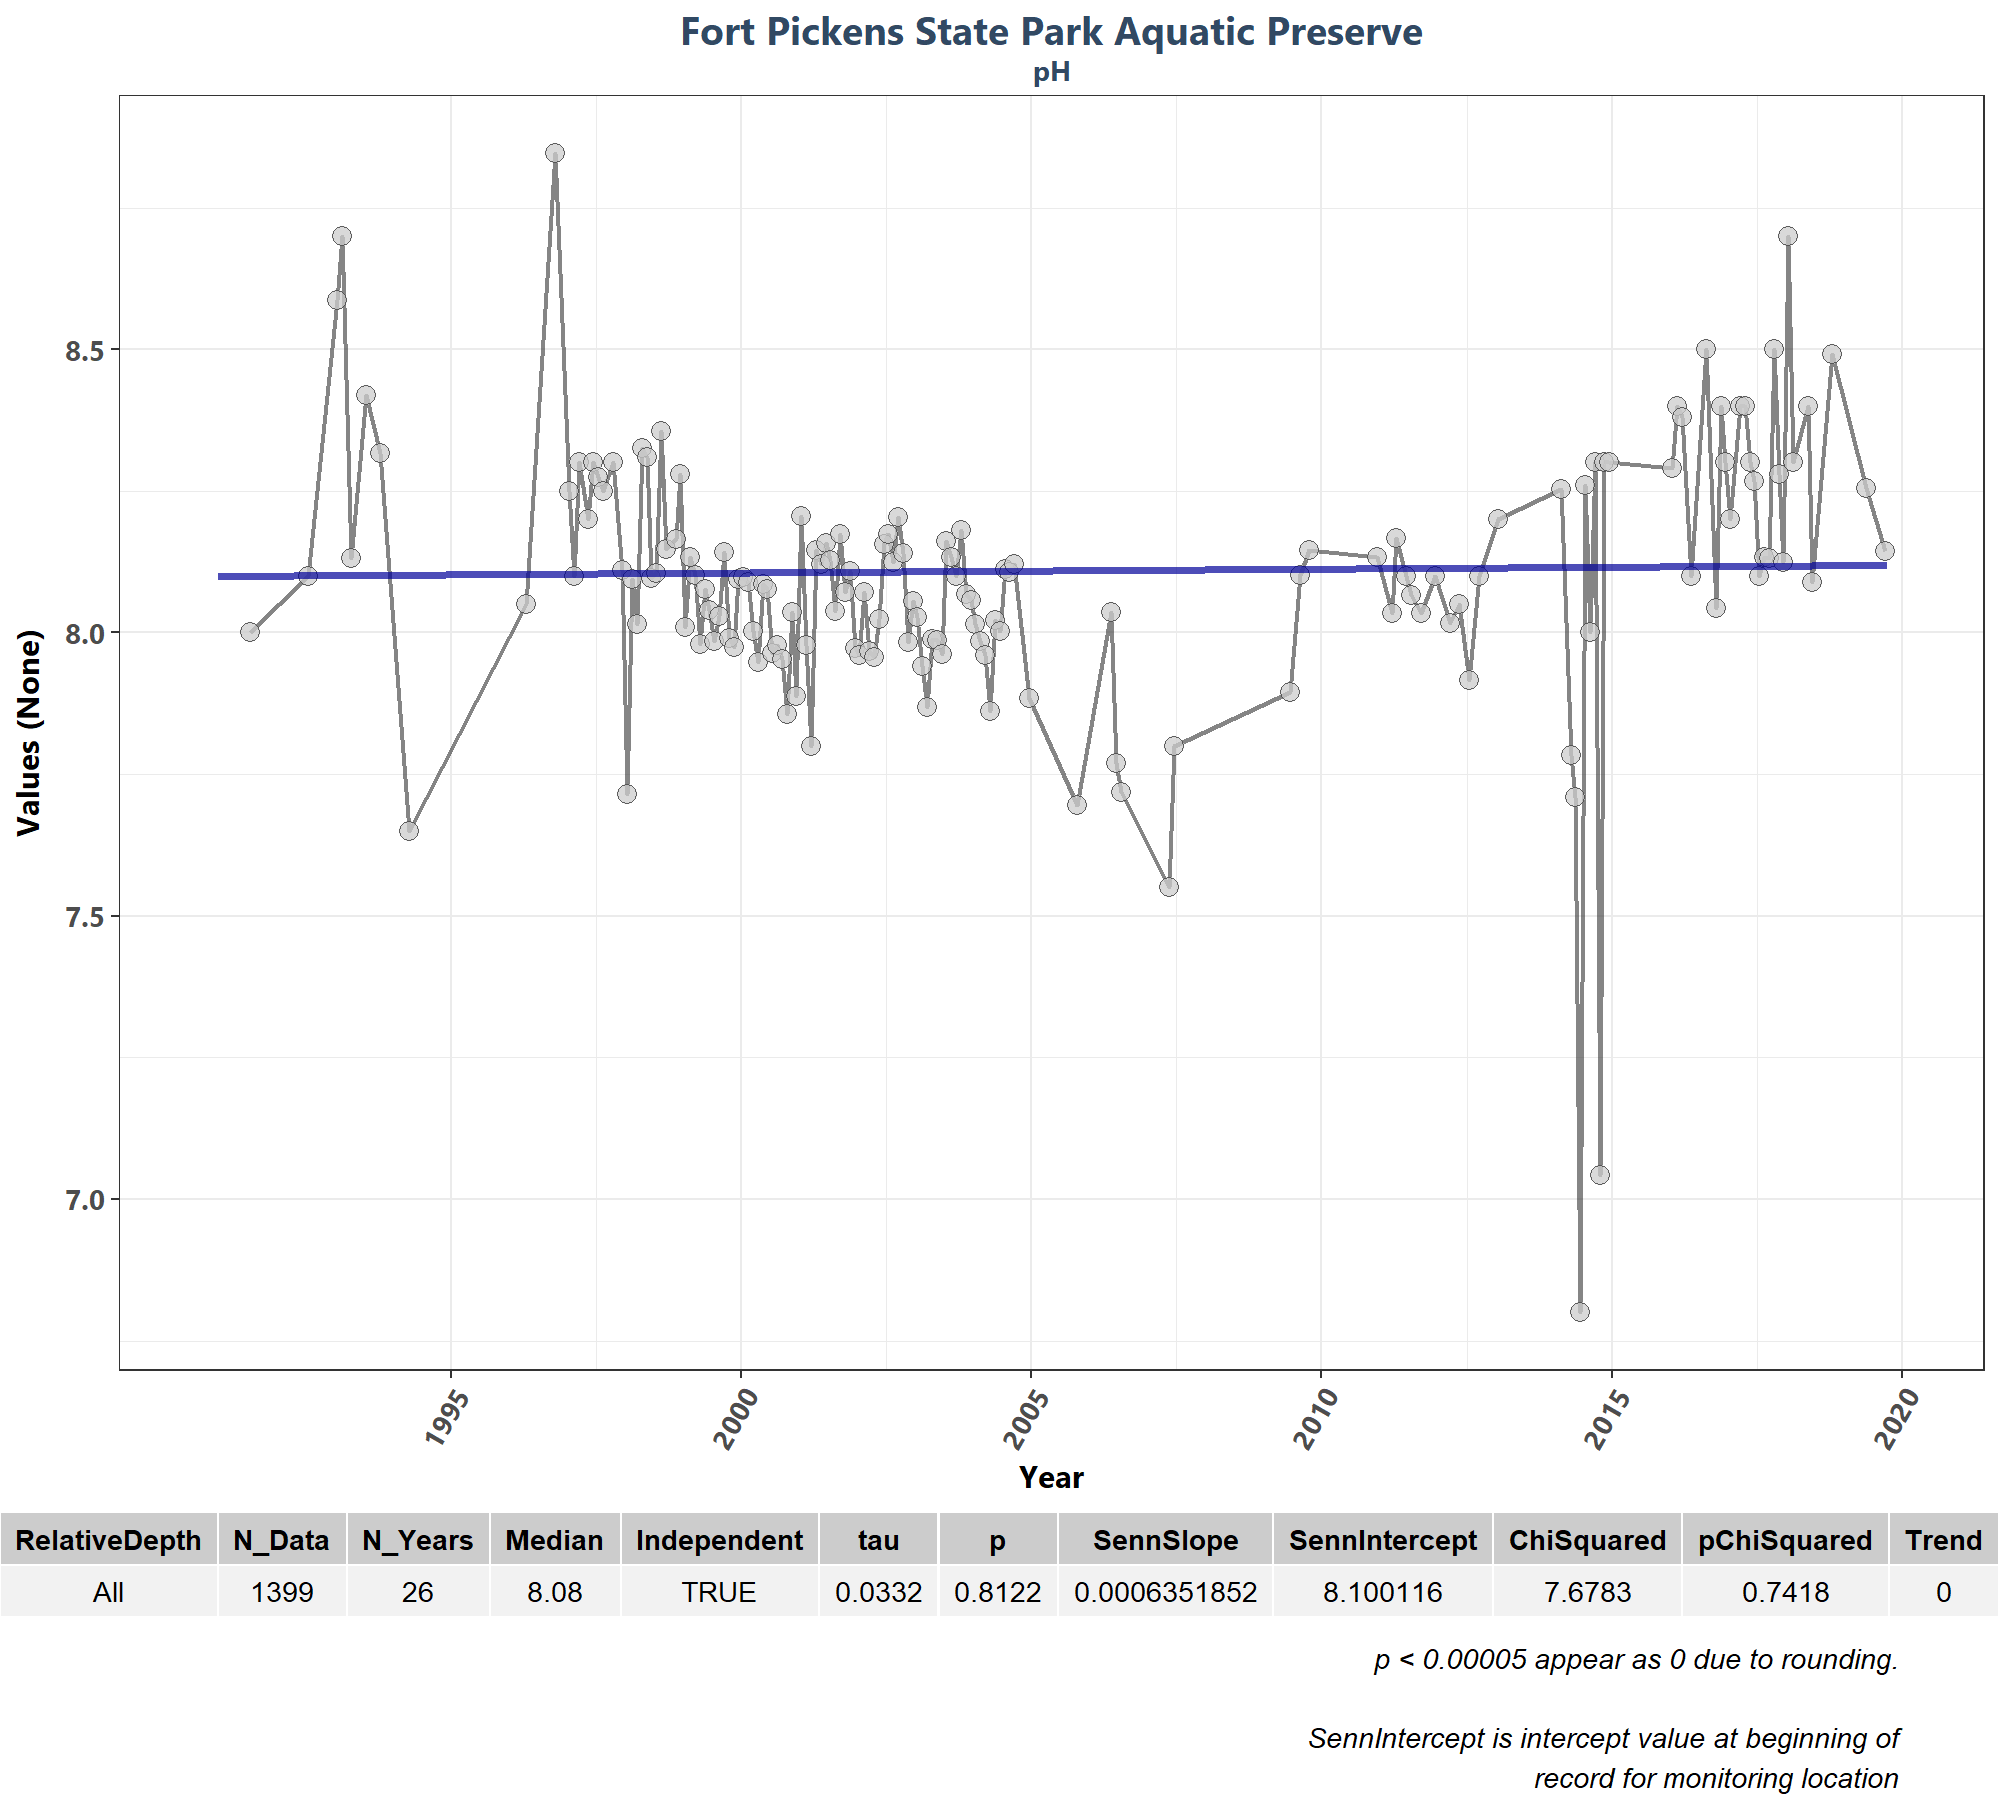 Fort Pickens State Park Aquatic Preserve
pH
Values (None)
8.5
8.0
7.5
7.0
1995 2000 2005 2010 2015 2020
Year
RelativeDepth N_Data N_Years Median Independent tau p SennSlope SennIntercept ChiSquared pChiSquared Trend
All 1399 26 8.08 TRUE 0.0332 0.8122 0.0006351852 8.100116 7.6783 0.7418 0
p < 0.00005 appear as 0 due to rounding.
SennIntercept is intercept value at beginning of
record for monitoring location